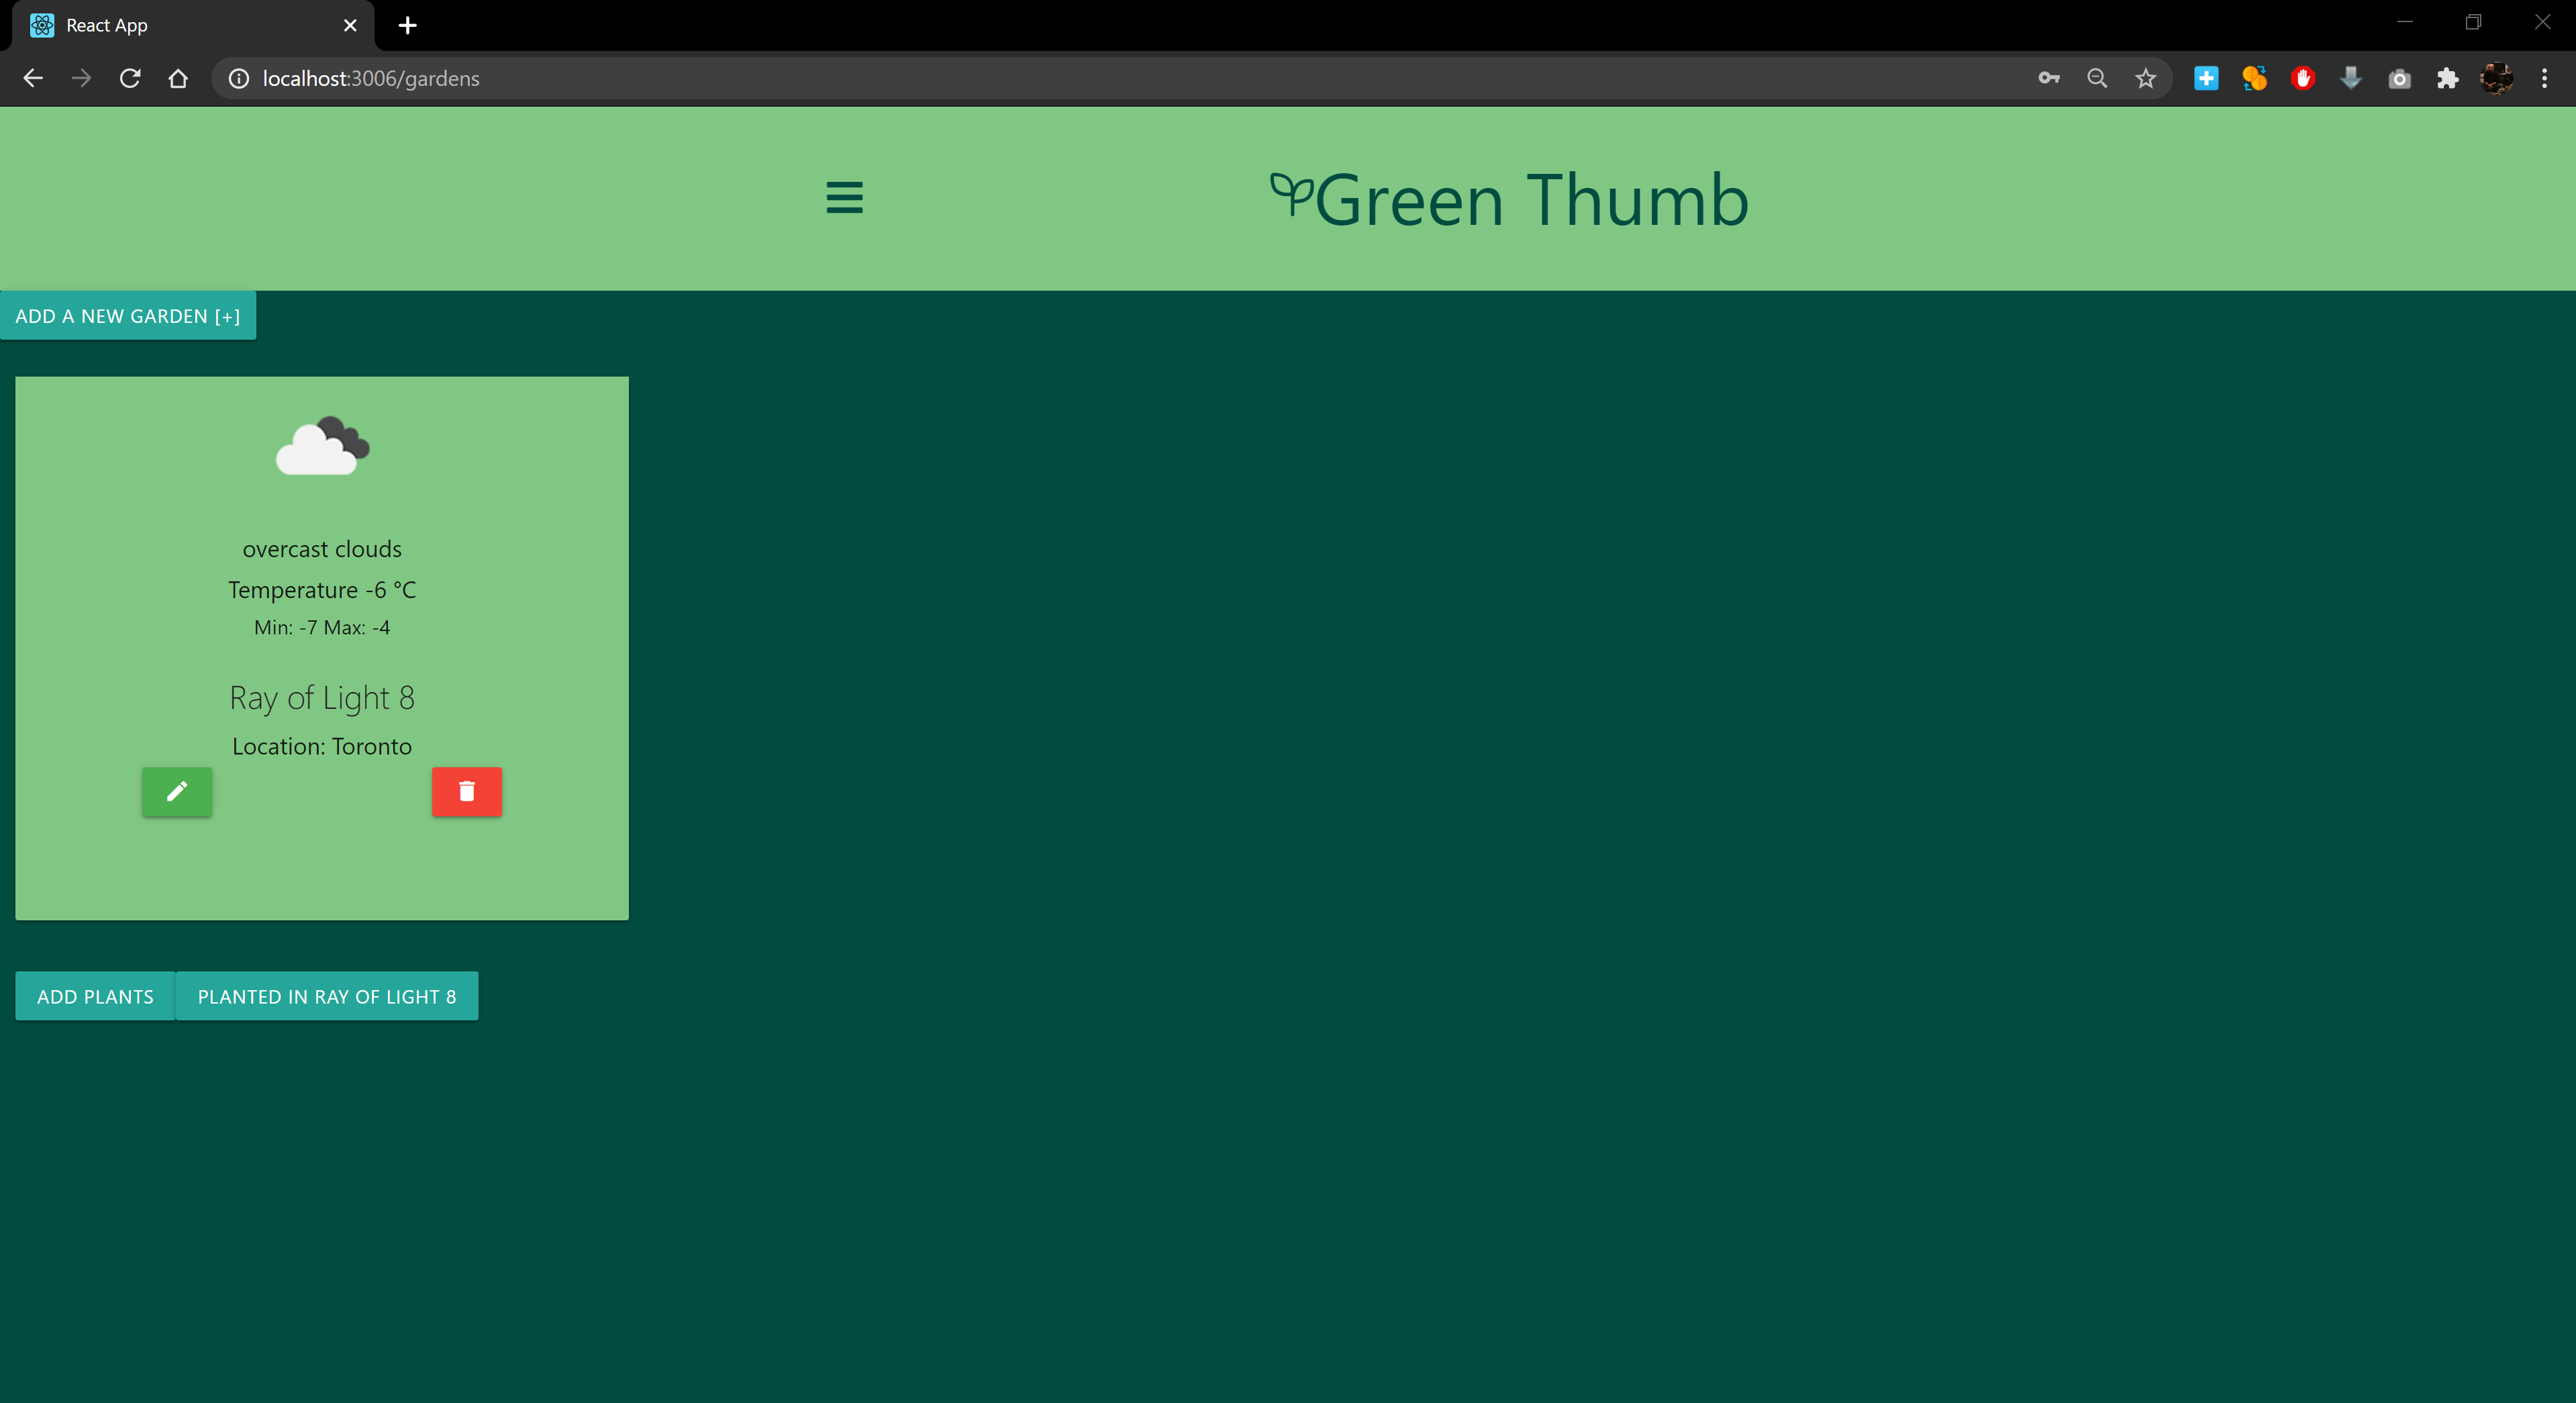 React App
localhost:3006/gardens
Green Thumb
ADD A NEW GARDEN [+]
overcast clouds
Temperature -6 °C
Min: -7 Max: -4
Ray of Light 8
Location: Toronto
ADD PLANTS
PLANTED IN RAY OF LIGHT 8